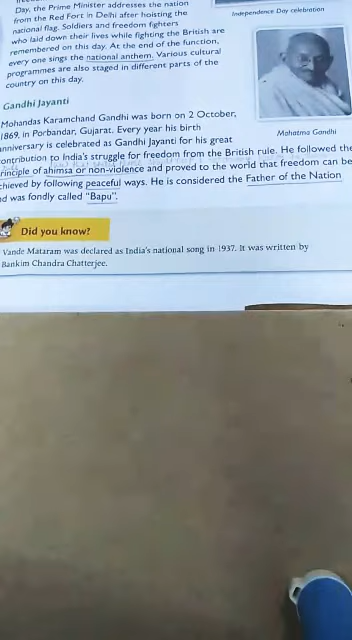 Day, the Prime Minister addresses the nation
from the Red Fort in Delhi after hoisting the
national flag. Soldiers and freedom fighters
who laid down their lives while fighting the British are
remembered on this day. At the end of the function,
every one sings the national anthem. Various cultural
programmes are also staged in different parts of the
country on this day.
Independence Day celebration
Gandhi Jayanti
Mohandas Karamchand Gandhi was born on 2 October,
1869, in Porbandar, Gujarat. Every year his birth
anniversary is celebrated as Gandhi Jayanti for his great
Mahatma Gandhi
ontribution to India's struggle for freedom from the British rule. He followed the
rinciple of ahimsa or non-violence and proved to the world that freedom can be
chieved by following peaceful ways. He is considered the Father of the Nation
nd was fondly called "Bapu".
Did you know?
Vande Mataram was declared as India's national song in 1937. It was written by
Bankim Chandra Chatterjee.